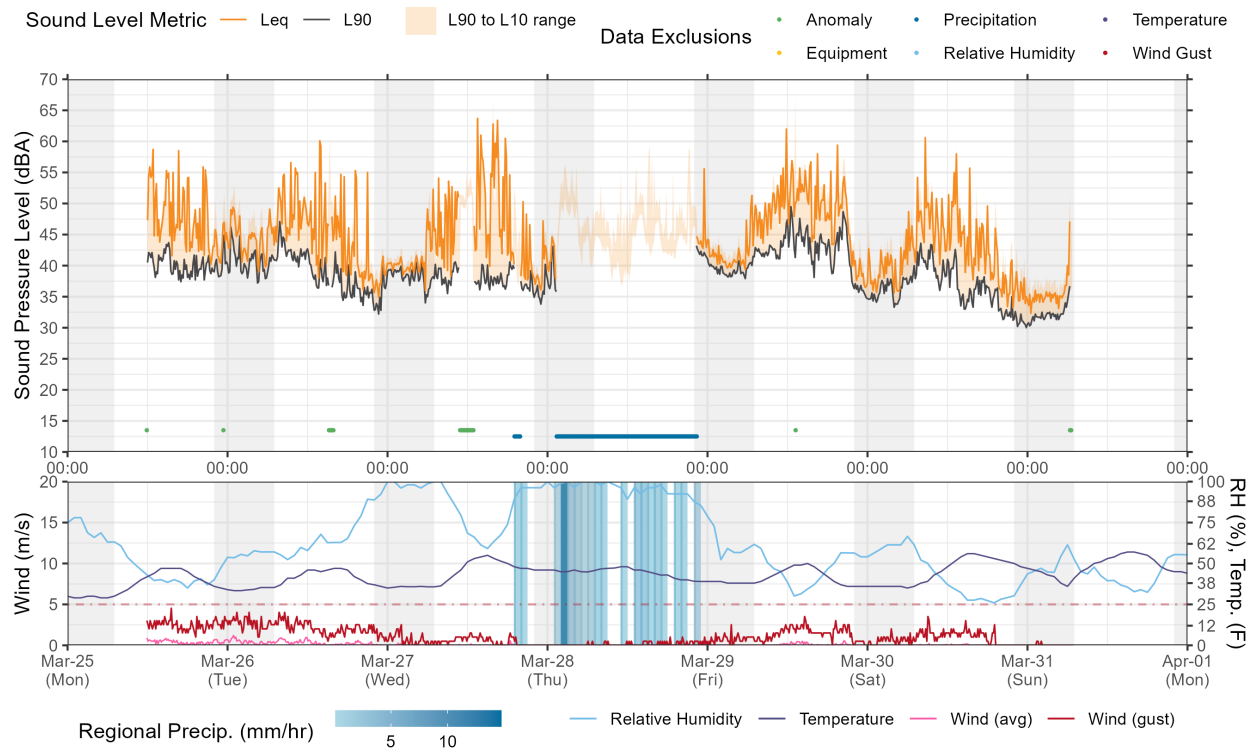 Sound Level Metric Leq L90 L90 to L10 range
Data Exclusions
Anomaly Precipitation Temperature
Equipment Relative Humidity Wind Gust
Sound Pressure Level (dBA)
70
65
60
55
50
45
40
35
30
25
20
15
10
00:00 00:00 00:00 00:00 00:00 00:00 00:00 00:00
Wind (m/s)
20
15
10
5
0
100
88
75
62
50
38
25
12
0
RH (%), Temp. (F)
Mar-25 Mar-26 Mar-27 Mar-28 Mar-29 Mar-30 Mar-31 Apr-01
(Mon) (Tue) (Wed) (Thu) (Fri) (Sat) (Sun) (Mon)
Regional Precip. (mm/hr)
5 10
Relative Humidity Temperature Wind (avg) Wind (gust)